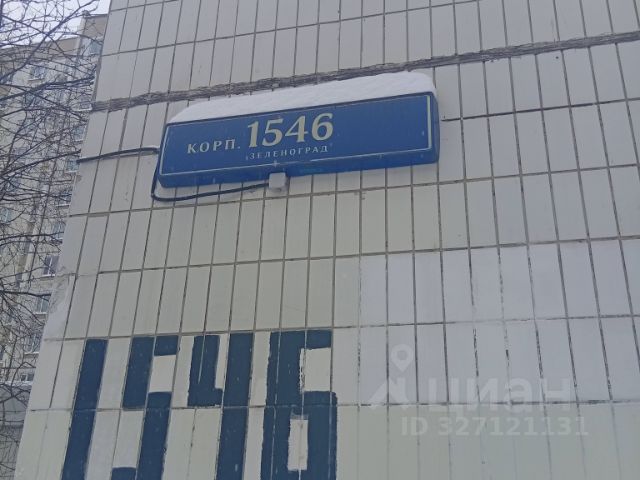 КОРП. 1546
"ЗЕЛЕНОГРАД"
1546
ЦИАН
ID 327121131